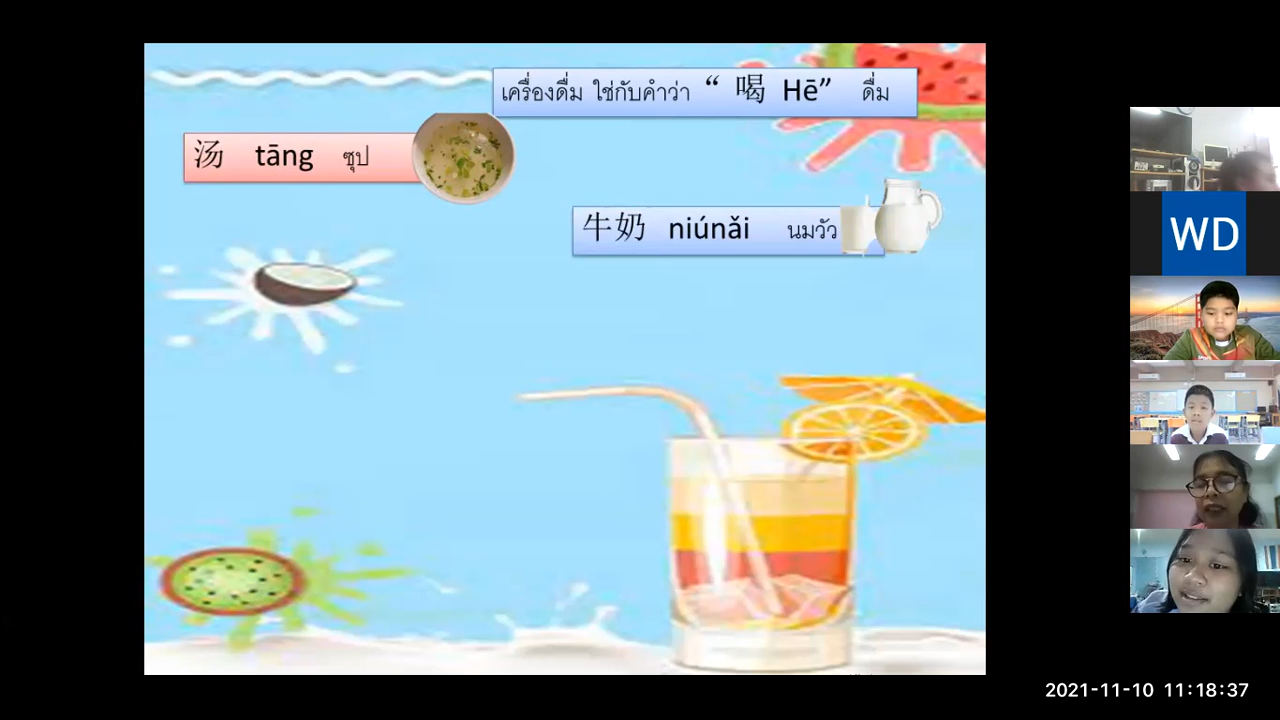 เครื่องดื่ม ใช่กับคำว่า “ 喝 Hē” ดื่ม
汤 tāng ซุป
牛奶 niúnǎi นมวัว
WD
2021-11-10 11:18:37